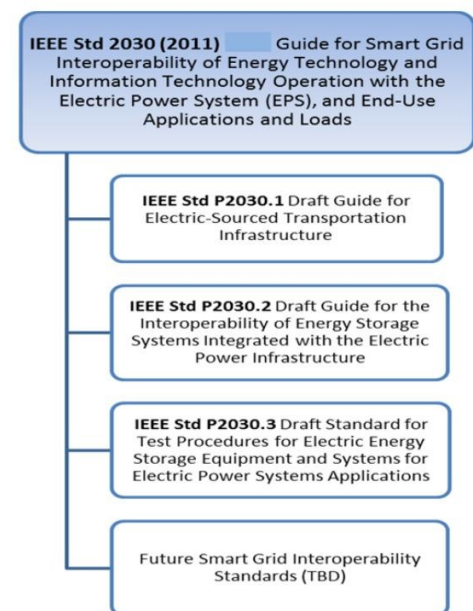 IEEE Std 2030 (2011) Guide for Smart Grid
Interoperability of Energy Technology and
Information Technology Operation with the
Electric Power System (EPS), and End-Use
Applications and Loads
IEEE Std P2030.1 Draft Guide for
Electric-Sourced Transportation
Infrastructure
IEEE Std P2030.2 Draft Guide for the
Interoperability of Energy Storage
Systems Integrated with the Electric
Power Infrastructure
IEEE Std P2030.3 Draft Standard for
Test Procedures for Electric Energy
Storage Equipment and Systems for
Electric Power Systems Applications
Future Smart Grid Interoperability
Standards (TBD)